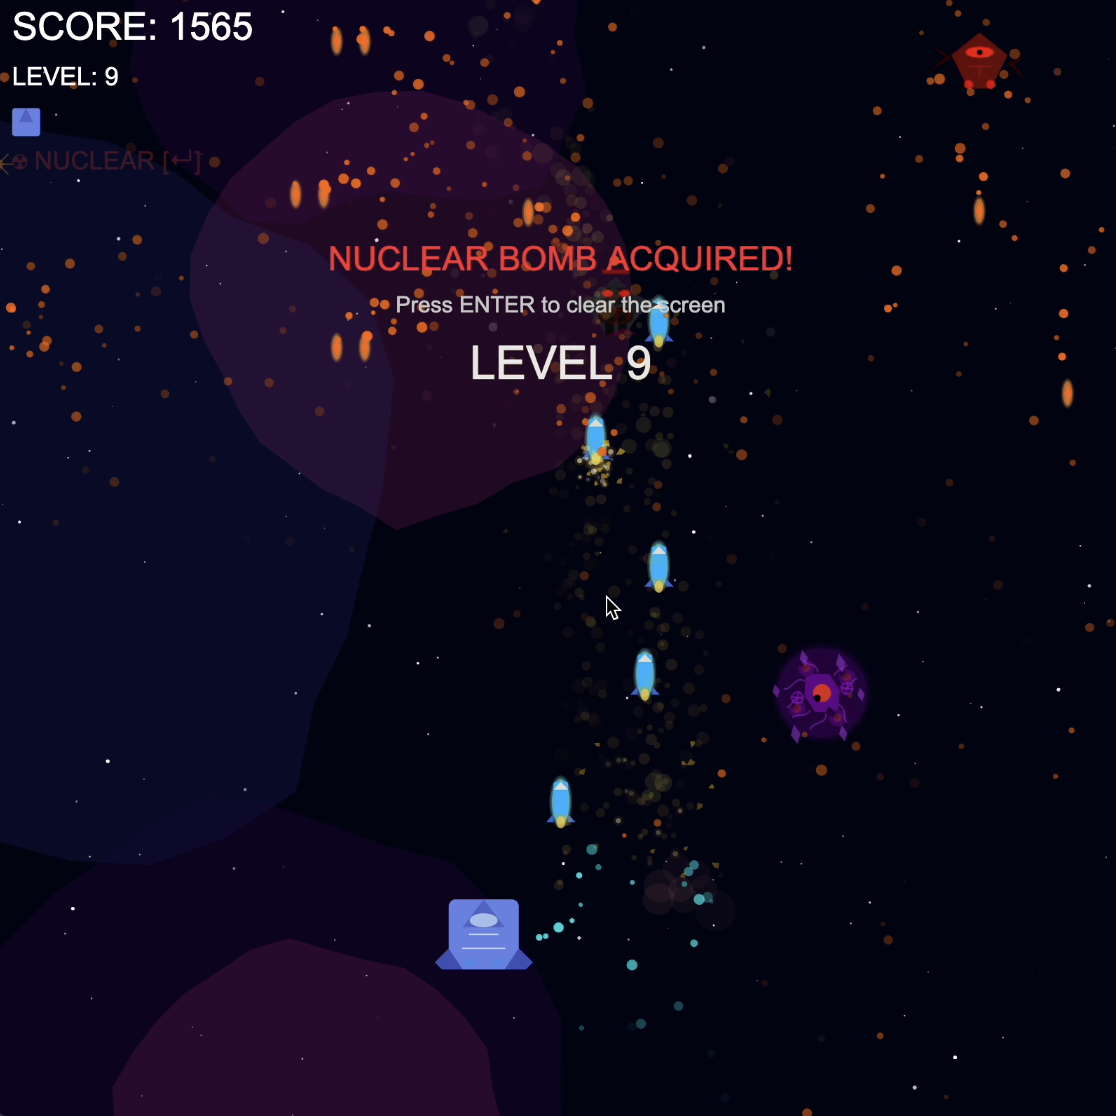 SCORE: 1565
LEVEL: 9
☢ NUCLEAR [↵]
NUCLEAR BOMB ACQUIRED!
Press ENTER to clear the screen
LEVEL 9